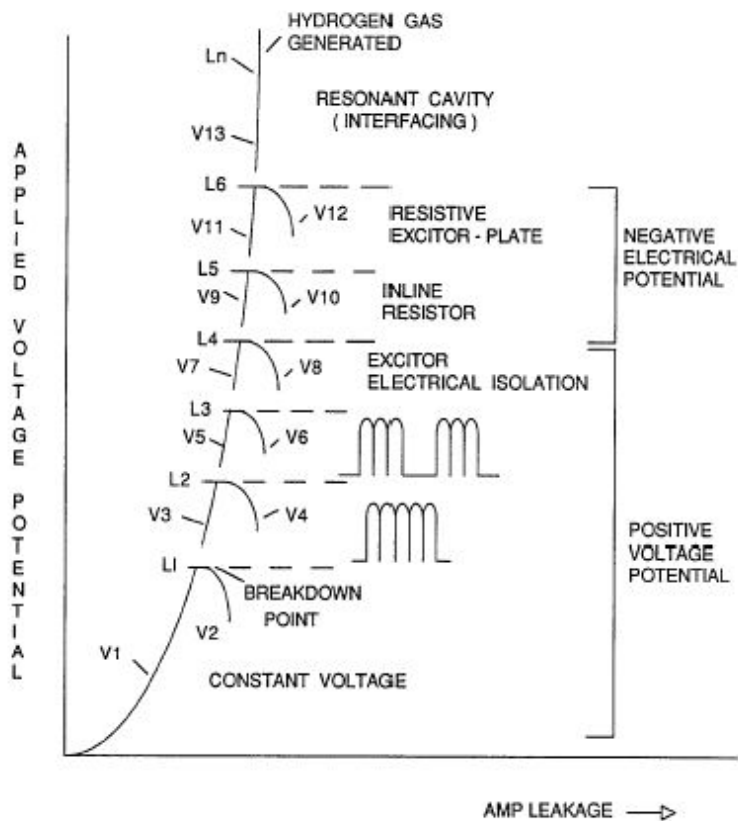 HYDROGEN GAS
GENERATED
Ln
RESONANT CAVITY
( INTERFACING )
V13
L6
V12
RESISTIVE
EXCITOR - PLATE
V11
NEGATIVE
ELECTRICAL
POTENTIAL
L5
V9
V10
INLINE
RESISTOR
L4
V7
V8
EXCITOR
ELECTRICAL ISOLATION
L3
V5
V6
L2
V3
V4
POSITIVE
VOLTAGE
POTENTIAL
LI
BREAKDOWN
POINT
V2
V1
CONSTANT VOLTAGE
APPLIED VOLTAGE POTENTIAL
AMP LEAKAGE